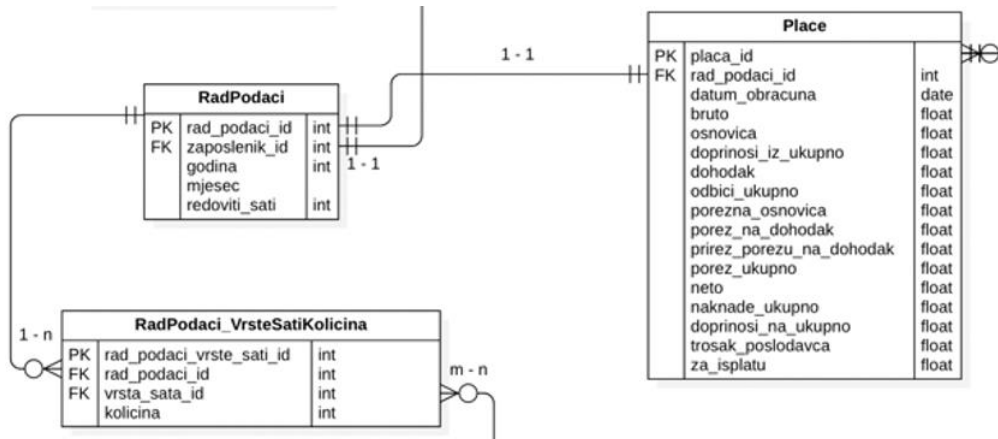 1 - 1
Place
PK placa_id
FK rad_podaci_id int
datum_obracuna date
bruto float
osnovica float
doprinosi_iz_ukupno float
dohodak float
odbici_ukupno float
porezna_osnovica float
porez_na_dohodak float
prirez_porezu_na_dohodak float
porez_ukupno float
neto float
naknade_ukupno float
doprinosi_na_ukupno float
trosak_poslodavca float
za_isplatu float
RadPodaci
PK rad_podaci_id int
FK zaposlenik_id int
godina int
mjesec
redoviti_sati int
1 - 1
1 - n
RadPodaci_VrsteSatiKolicina
PK rad_podaci_vrste_sati_id int
FK rad_podaci_id int
FK vrsta_sata_id int
kolicina int
m - n